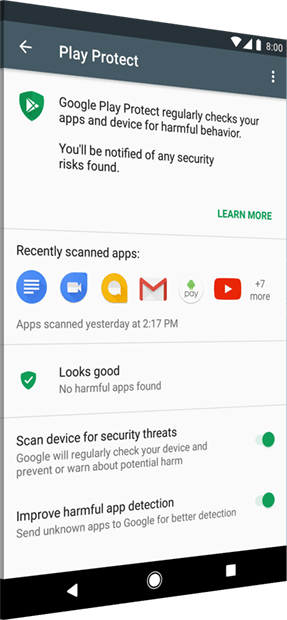 8:00
Play Protect
Google Play Protect regularly checks your
apps and device for harmful behavior.
You'll be notified of any security
risks found.
LEARN MORE
Recently scanned apps:
pay
+7
more
Apps scanned yesterday at 2:17 PM
Looks good
No harmful apps found
Scan device for security threats
Google will regularly check your device and
prevent or warn about potential harm
Improve harmful app detection
Send unknown apps to Google for better detection